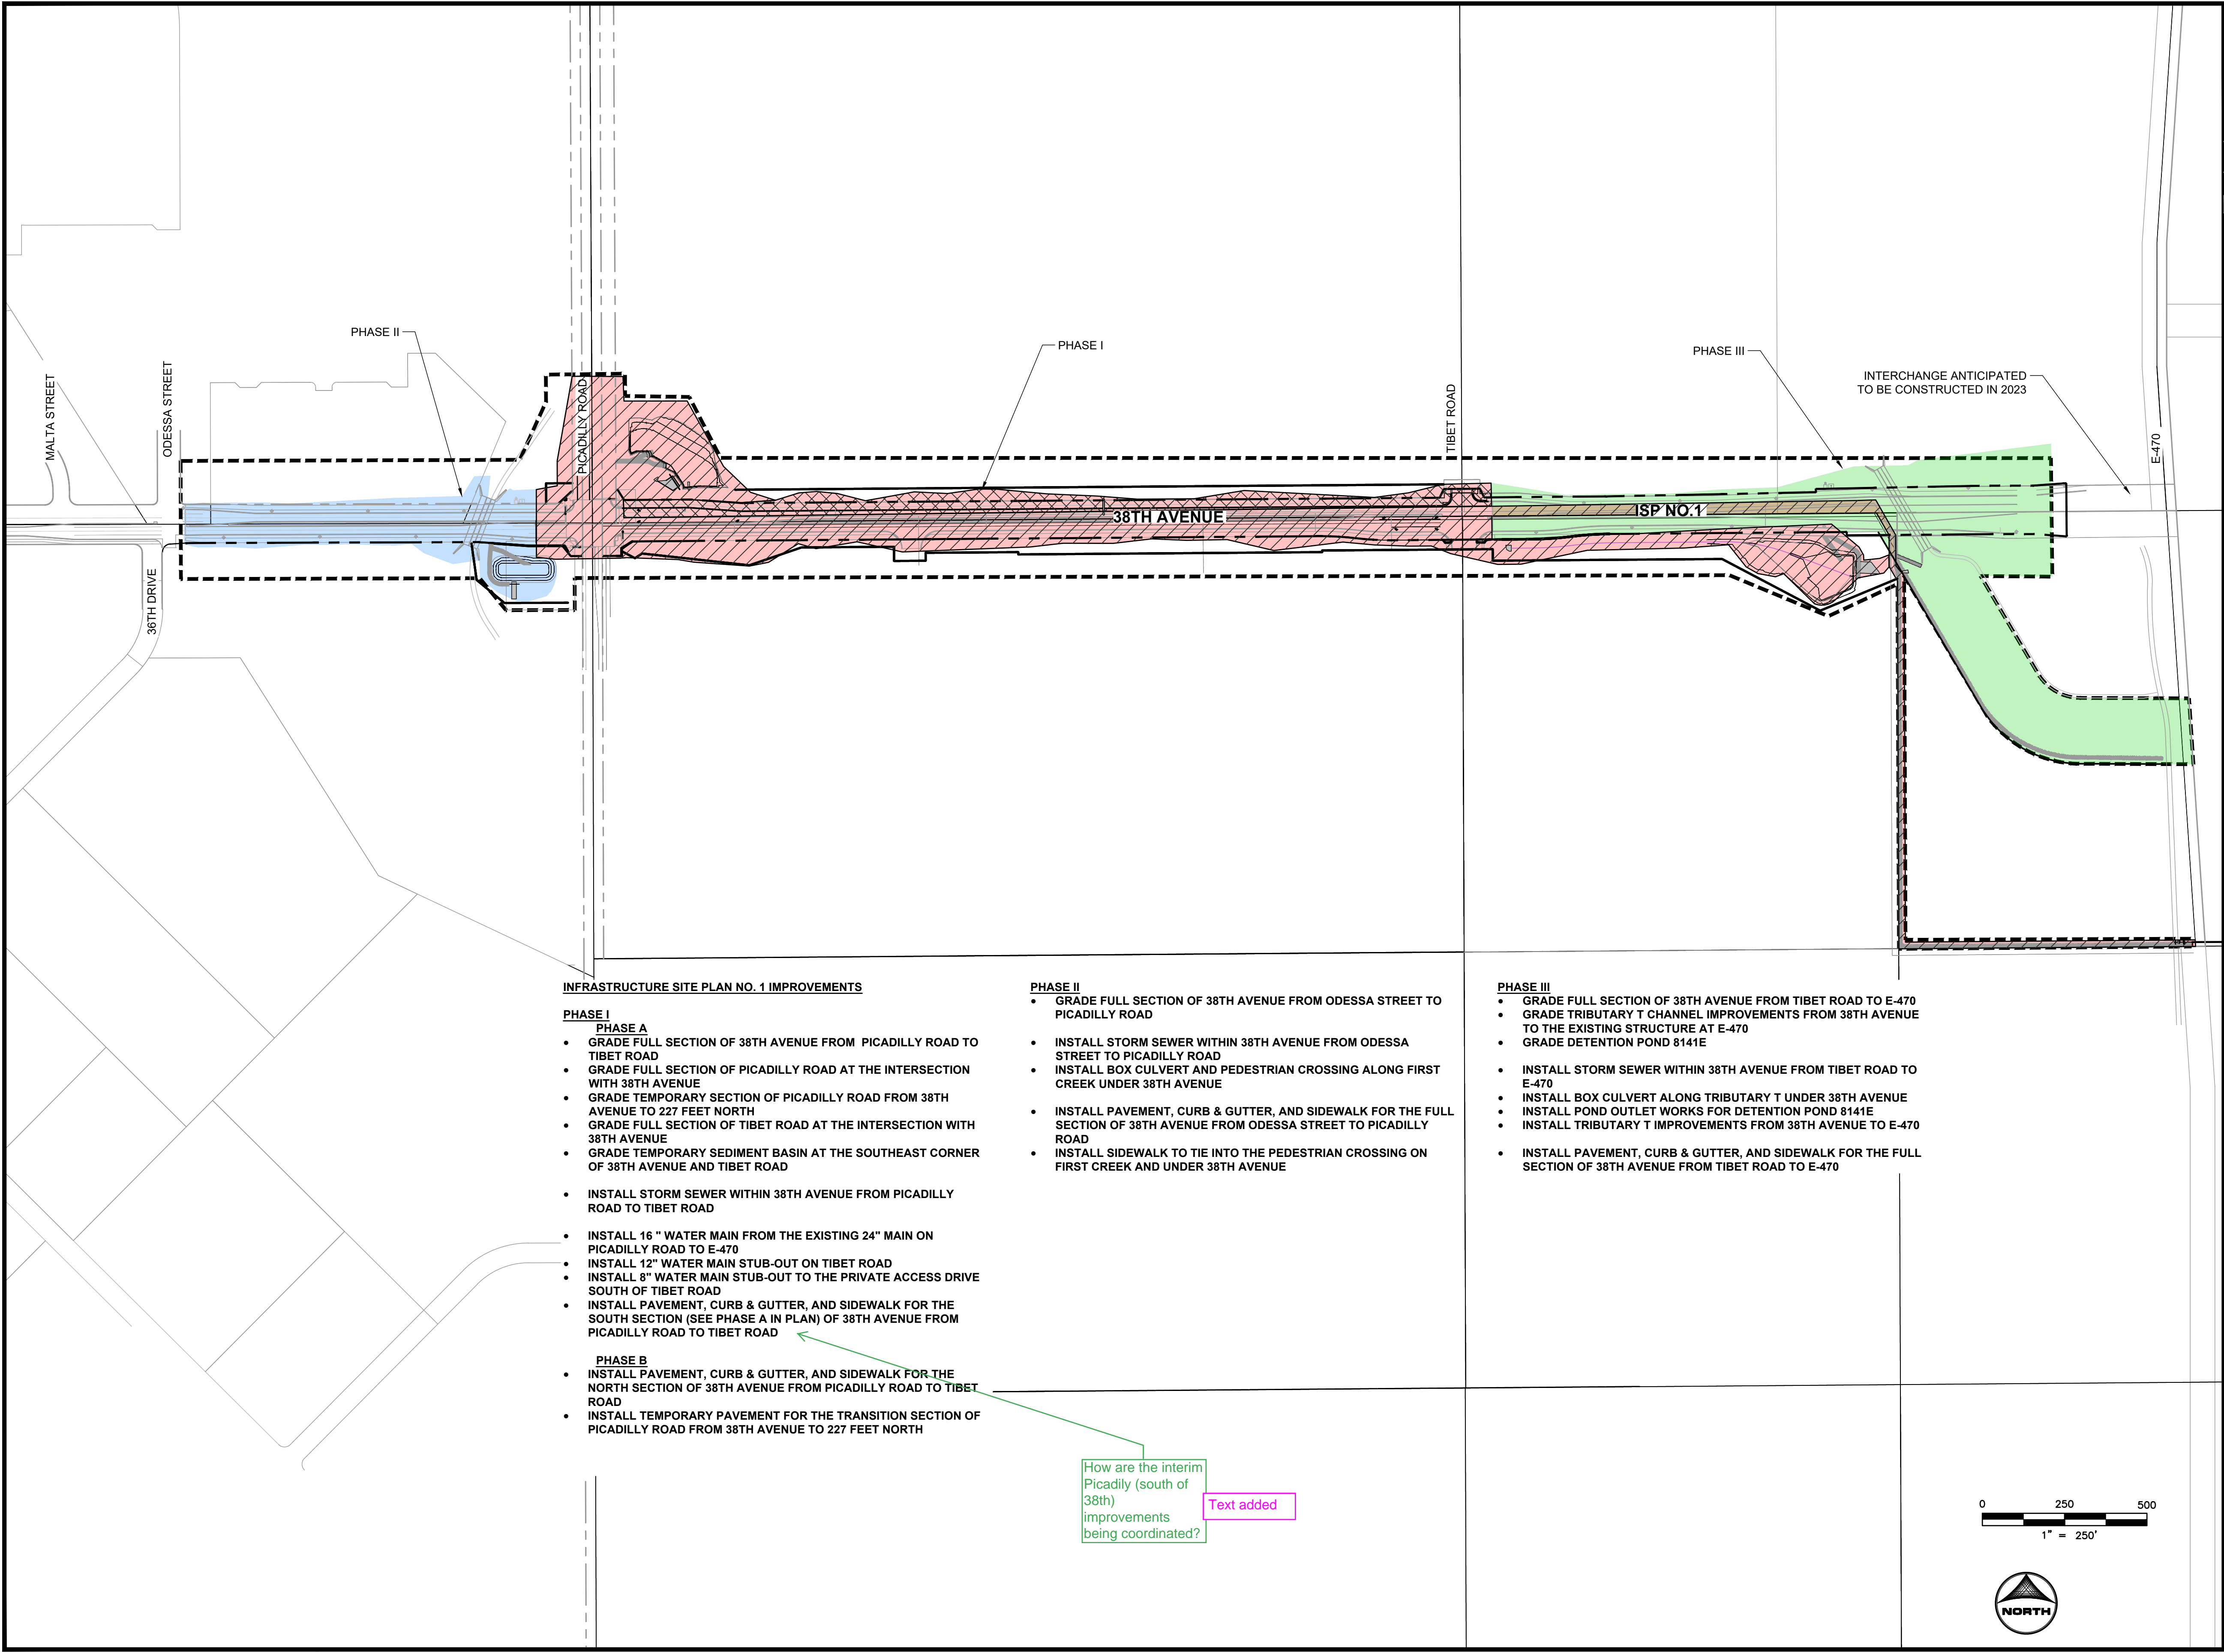 PHASE II
PHASE I
PHASE III
INTERCHANGE ANTICIPATED
TO BE CONSTRUCTED IN 2023
MALTA STREET
ODESSA STREET
PICADILLY ROAD
TIBET ROAD
E-470
38TH AVENUE
ISP NO.1
36TH DRIVE
INFRASTRUCTURE SITE PLAN NO. 1 IMPROVEMENTS
PHASE I
PHASE A
• GRADE FULL SECTION OF 38TH AVENUE FROM PICADILLY ROAD TO
TIBET ROAD
• GRADE FULL SECTION OF PICADILLY ROAD AT THE INTERSECTION
WITH 38TH AVENUE
• GRADE TEMPORARY SECTION OF PICADILLY ROAD FROM 38TH
AVENUE TO 227 FEET NORTH
• GRADE FULL SECTION OF TIBET ROAD AT THE INTERSECTION WITH
38TH AVENUE
• GRADE TEMPORARY SEDIMENT BASIN AT THE SOUTHEAST CORNER
OF 38TH AVENUE AND TIBET ROAD
• INSTALL STORM SEWER WITHIN 38TH AVENUE FROM PICADILLY
ROAD TO TIBET ROAD
• INSTALL 16 " WATER MAIN FROM THE EXISTING 24" MAIN ON
PICADILLY ROAD TO E-470
• INSTALL 12" WATER MAIN STUB-OUT ON TIBET ROAD
• INSTALL 8" WATER MAIN STUB-OUT TO THE PRIVATE ACCESS DRIVE
SOUTH OF TIBET ROAD
• INSTALL PAVEMENT, CURB & GUTTER, AND SIDEWALK FOR THE
SOUTH SECTION (SEE PHASE A IN PLAN) OF 38TH AVENUE FROM
PICADILLY ROAD TO TIBET ROAD
PHASE B
• INSTALL PAVEMENT, CURB & GUTTER, AND SIDEWALK FOR THE
NORTH SECTION OF 38TH AVENUE FROM PICADILLY ROAD TO TIBET
ROAD
• INSTALL TEMPORARY PAVEMENT FOR THE TRANSITION SECTION OF
PICADILLY ROAD FROM 38TH AVENUE TO 227 FEET NORTH
PHASE II
• GRADE FULL SECTION OF 38TH AVENUE FROM ODESSA STREET TO
PICADILLY ROAD
• INSTALL STORM SEWER WITHIN 38TH AVENUE FROM ODESSA
STREET TO PICADILLY ROAD
• INSTALL BOX CULVERT AND PEDESTRIAN CROSSING ALONG FIRST
CREEK UNDER 38TH AVENUE
• INSTALL PAVEMENT, CURB & GUTTER, AND SIDEWALK FOR THE FULL
SECTION OF 38TH AVENUE FROM ODESSA STREET TO PICADILLY
ROAD
• INSTALL SIDEWALK TO TIE INTO THE PEDESTRIAN CROSSING ON
FIRST CREEK AND UNDER 38TH AVENUE
PHASE III
• GRADE FULL SECTION OF 38TH AVENUE FROM TIBET ROAD TO E-470
• GRADE TRIBUTARY T CHANNEL IMPROVEMENTS FROM 38TH AVENUE
TO THE EXISTING STRUCTURE AT E-470
• GRADE DETENTION POND 8141E
• INSTALL STORM SEWER WITHIN 38TH AVENUE FROM TIBET ROAD TO
E-470
• INSTALL BOX CULVERT ALONG TRIBUTARY T UNDER 38TH AVENUE
• INSTALL POND OUTLET WORKS FOR DETENTION POND 8141E
• INSTALL TRIBUTARY T IMPROVEMENTS FROM 38TH AVENUE TO E-470
• INSTALL PAVEMENT, CURB & GUTTER, AND SIDEWALK FOR THE FULL
SECTION OF 38TH AVENUE FROM TIBET ROAD TO E-470
How are the interim
Picadily (south of
38th)
improvements
being coordinated?
Text added
0 250 500
1" = 250'
NORTH